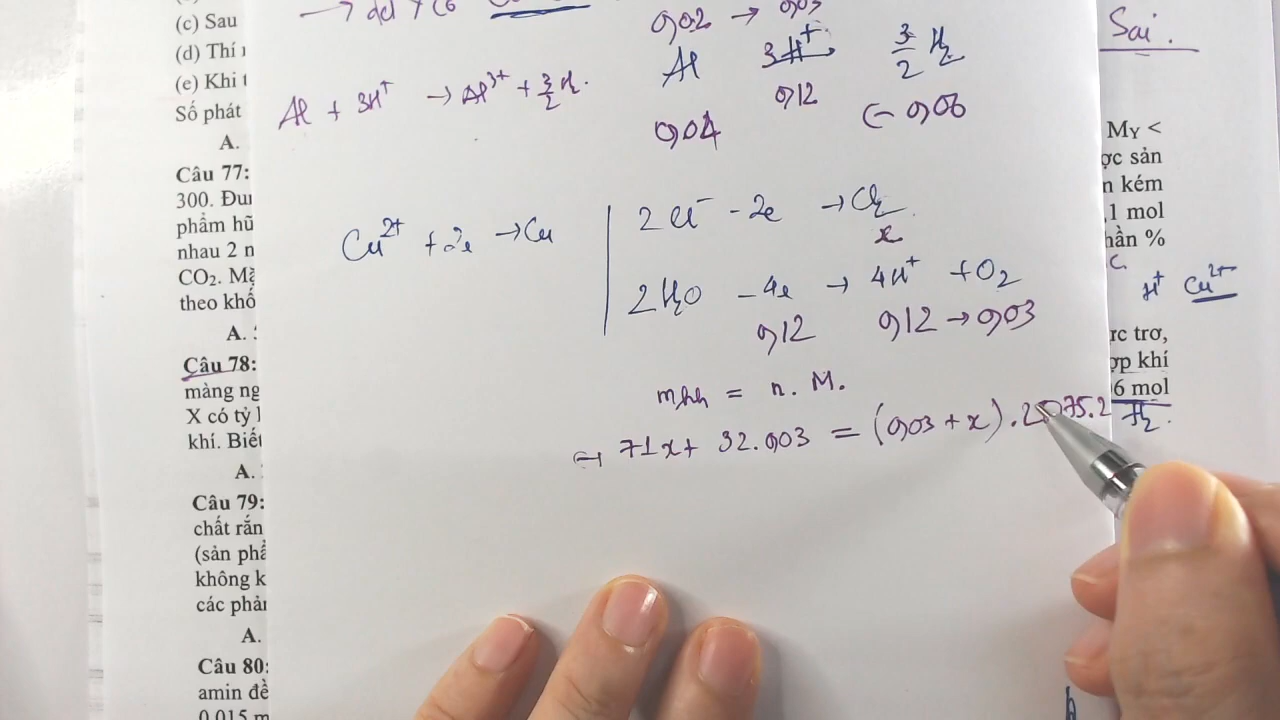 (c) Sau
(d) Thí
(e) Khi t
Số phát
A.
Câu 77:
300. Đun
phẩm hữ
nhau 2 n
CO₂. Mặ
theo khố
A.
Câu 78:
màng ng
X có tỷ l
khí. Biết
A.
Câu 79:
chất rắn
(sản phẩ
không k
các phản
A.
Câu 80:
amin đề
0,015 m
0,02 → 0,03
Al 3H⁺ 3/2 H₂
0,12
0,04 ← 0,06
Al + 3H⁺ → Al³⁺ + 3/2 H₂.
Cu²⁺ + 2e → Cu
2Cl⁻ - 2e → Cl₂
x
2H₂O - 4e → 4H⁺ + O₂
0,12 0,12 → 0,03
mhh = n. M.
71x + 32.0,03 = (0,03 + x).
75.2
Sai.
M_Y <
ợc sản
n kém
,1 mol
hần %
C.
H⁺ Cu²⁺
rc trơ,
ợp khí
6 mol
H₂.